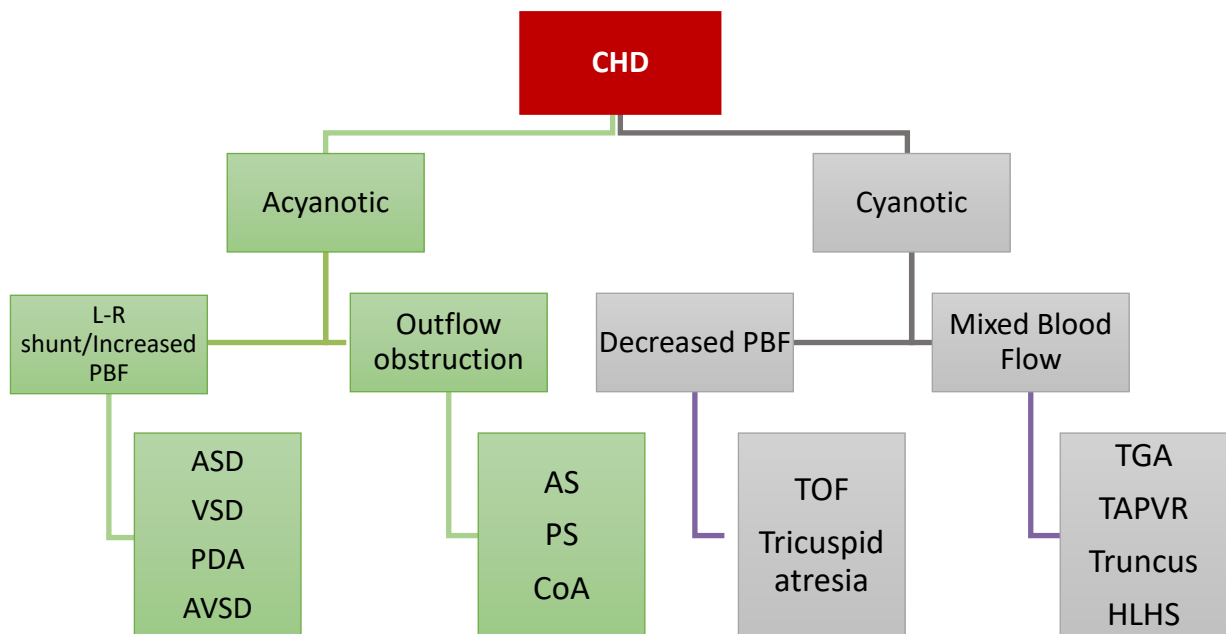 CHD
Acyanotic
Cyanotic
L-R
shunt/Increased
PBF
Outflow
obstruction
Decreased PBF
Mixed Blood
Flow
ASD
VSD
PDA
AVSD
AS
PS
CoA
TOF
Tricuspid
atresia
TGA
TAPVR
Truncus
HLHS